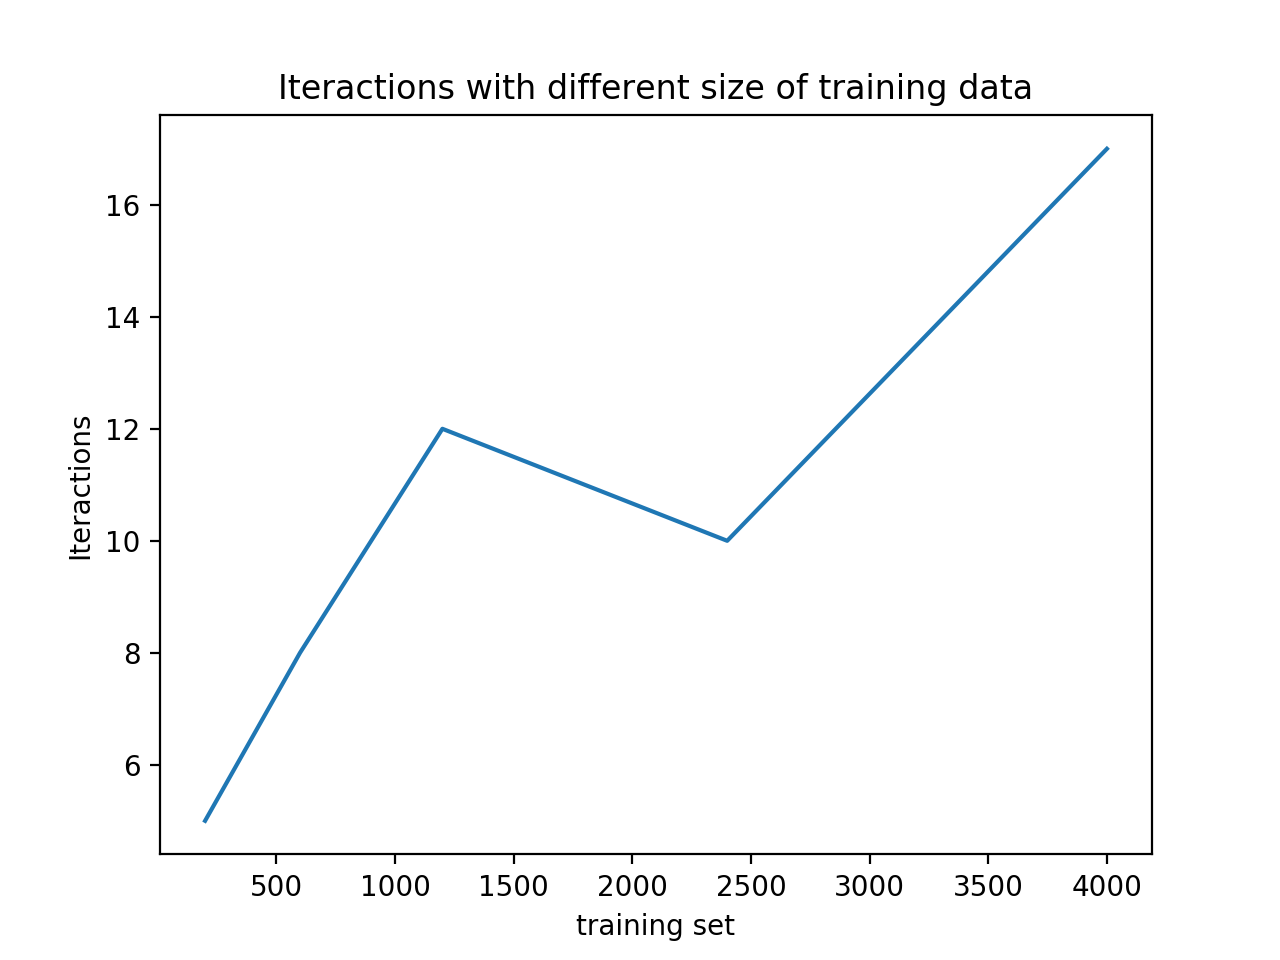 Iteractions with different size of training data
16
14
12
10
8
6
Iteractions
500 1000 1500 2000 2500 3000 3500 4000
training set